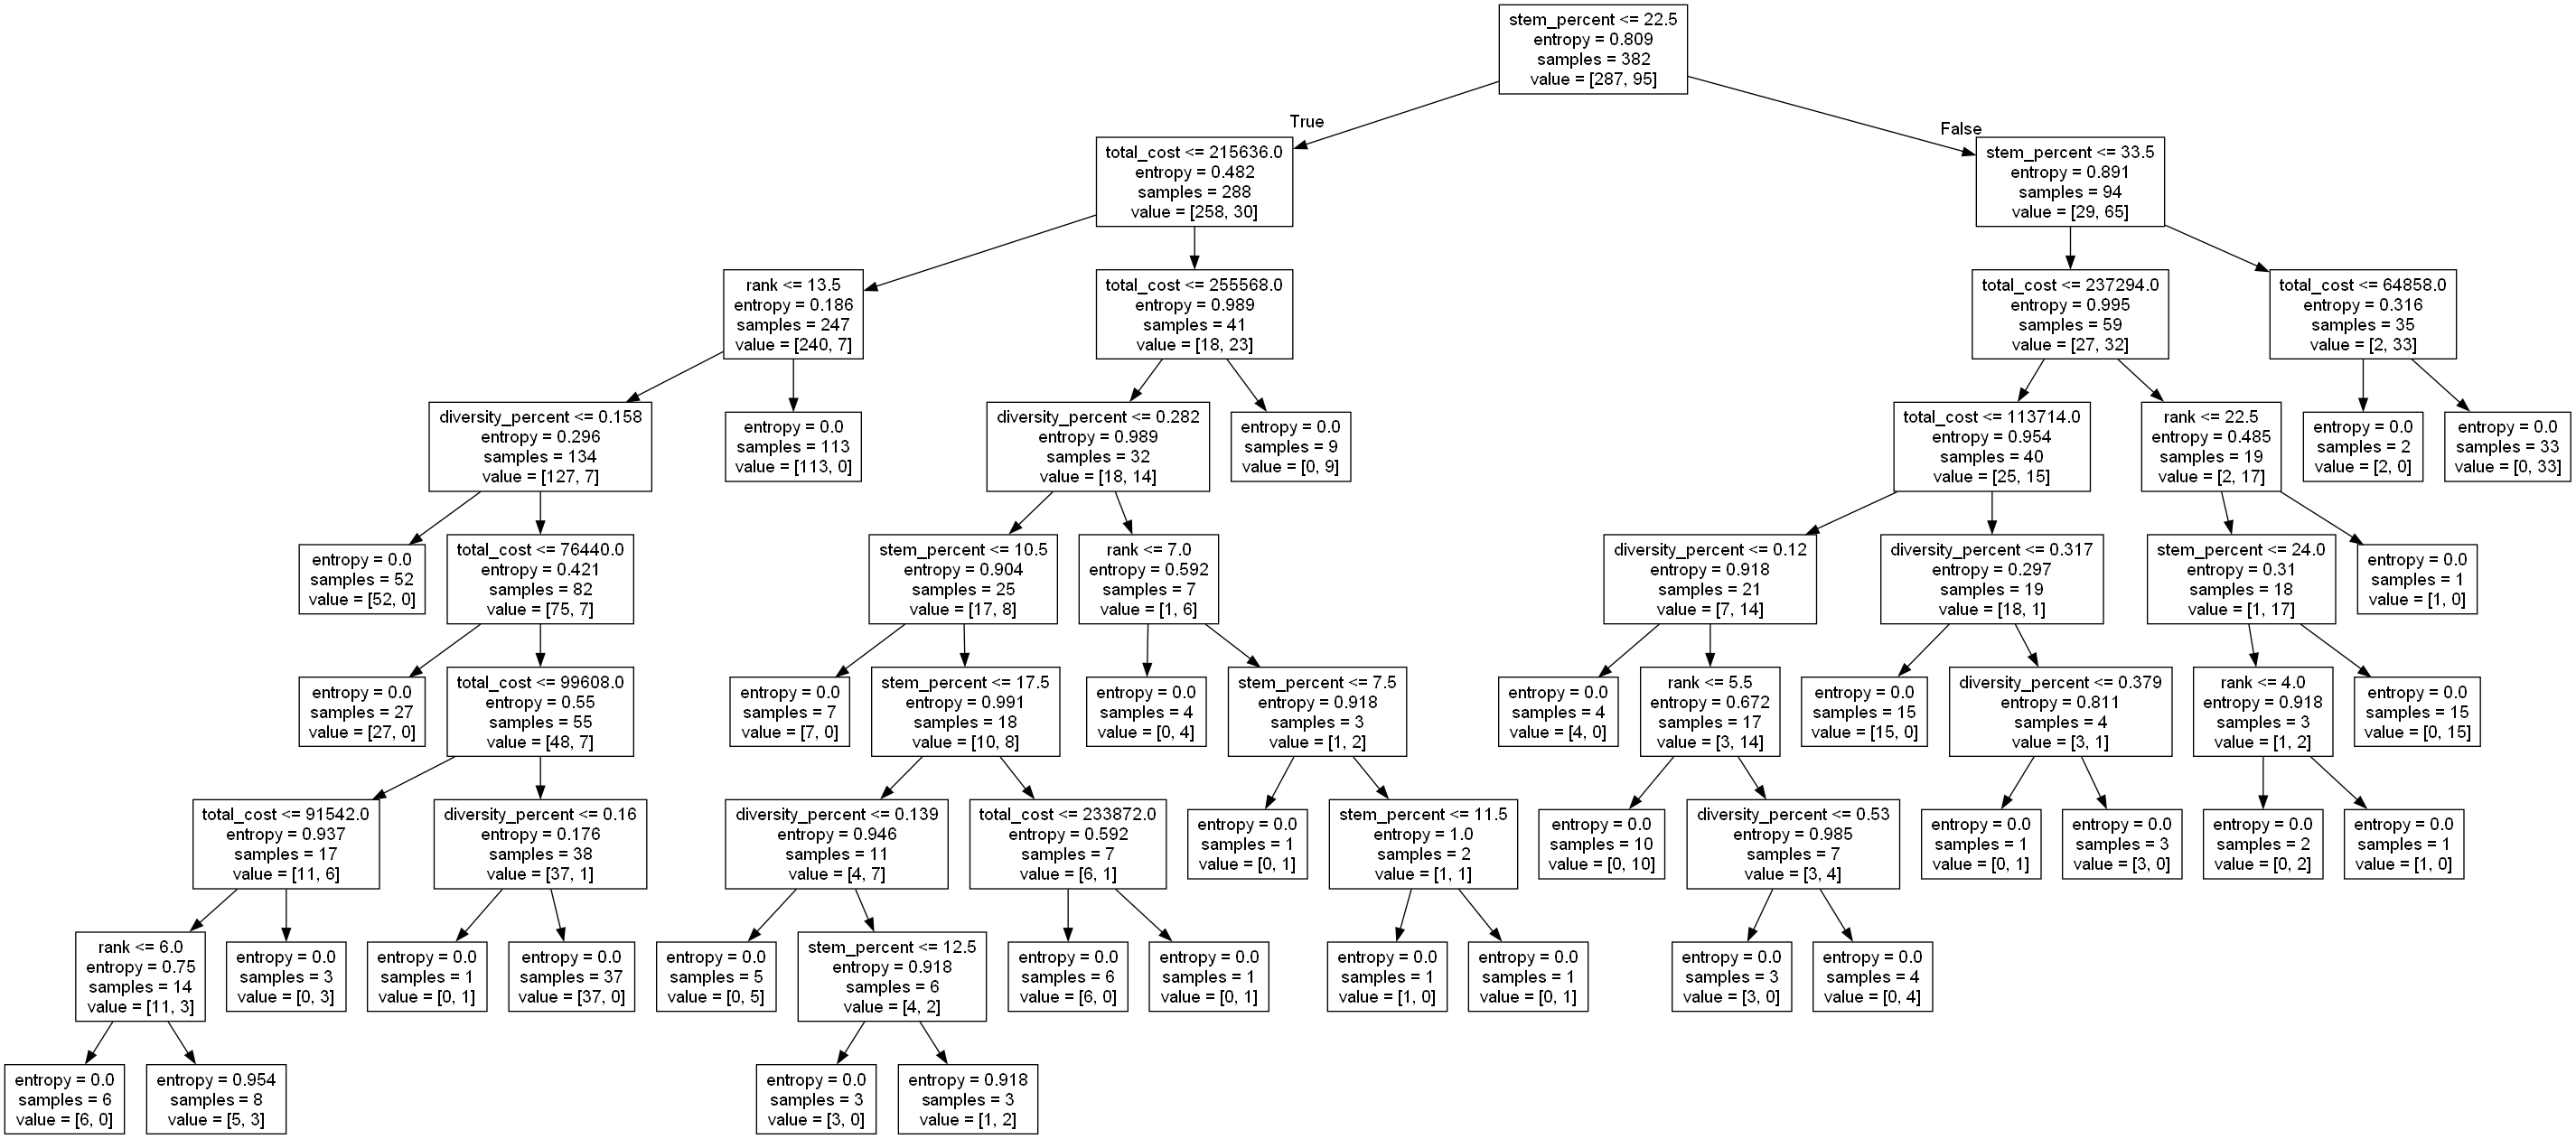 stem_percent <= 22.5
entropy = 0.809
samples = 382
value = [287, 95]
True
False
total_cost <= 215636.0
entropy = 0.482
samples = 288
value = [258, 30]
stem_percent <= 33.5
entropy = 0.891
samples = 94
value = [29, 65]
rank <= 13.5
entropy = 0.186
samples = 247
value = [240, 7]
total_cost <= 255568.0
entropy = 0.989
samples = 41
value = [18, 23]
total_cost <= 237294.0
entropy = 0.995
samples = 59
value = [27, 32]
total_cost <= 64858.0
entropy = 0.316
samples = 35
value = [2, 33]
diversity_percent <= 0.158
entropy = 0.296
samples = 134
value = [127, 7]
entropy = 0.0
samples = 113
value = [113, 0]
diversity_percent <= 0.282
entropy = 0.989
samples = 32
value = [18, 14]
entropy = 0.0
samples = 9
value = [0, 9]
total_cost <= 113714.0
entropy = 0.954
samples = 40
value = [25, 15]
rank <= 22.5
entropy = 0.485
samples = 19
value = [2, 17]
entropy = 0.0
samples = 2
value = [2, 0]
entropy = 0.0
samples = 33
value = [0, 33]
entropy = 0.0
samples = 52
value = [52, 0]
total_cost <= 76440.0
entropy = 0.421
samples = 82
value = [75, 7]
stem_percent <= 10.5
entropy = 0.904
samples = 25
value = [17, 8]
rank <= 7.0
entropy = 0.592
samples = 7
value = [1, 6]
diversity_percent <= 0.12
entropy = 0.918
samples = 21
value = [7, 14]
diversity_percent <= 0.317
entropy = 0.297
samples = 19
value = [18, 1]
stem_percent <= 24.0
entropy = 0.31
samples = 18
value = [1, 17]
entropy = 0.0
samples = 1
value = [1, 0]
entropy = 0.0
samples = 27
value = [27, 0]
total_cost <= 99608.0
entropy = 0.55
samples = 55
value = [48, 7]
entropy = 0.0
samples = 7
value = [7, 0]
stem_percent <= 17.5
entropy = 0.991
samples = 18
value = [10, 8]
entropy = 0.0
samples = 4
value = [0, 4]
stem_percent <= 7.5
entropy = 0.918
samples = 3
value = [1, 2]
entropy = 0.0
samples = 4
value = [4, 0]
rank <= 5.5
entropy = 0.672
samples = 17
value = [3, 14]
entropy = 0.0
samples = 15
value = [15, 0]
diversity_percent <= 0.379
entropy = 0.811
samples = 4
value = [3, 1]
rank <= 4.0
entropy = 0.918
samples = 3
value = [1, 2]
entropy = 0.0
samples = 15
value = [0, 15]
total_cost <= 91542.0
entropy = 0.937
samples = 17
value = [11, 6]
diversity_percent <= 0.16
entropy = 0.176
samples = 38
value = [37, 1]
diversity_percent <= 0.139
entropy = 0.946
samples = 11
value = [4, 7]
total_cost <= 233872.0
entropy = 0.592
samples = 7
value = [6, 1]
entropy = 0.0
samples = 1
value = [0, 1]
stem_percent <= 11.5
entropy = 1.0
samples = 2
value = [1, 1]
entropy = 0.0
samples = 10
value = [0, 10]
diversity_percent <= 0.53
entropy = 0.985
samples = 7
value = [3, 4]
entropy = 0.0
samples = 1
value = [0, 1]
entropy = 0.0
samples = 3
value = [3, 0]
entropy = 0.0
samples = 2
value = [0, 2]
entropy = 0.0
samples = 1
value = [1, 0]
rank <= 6.0
entropy = 0.75
samples = 14
value = [11, 3]
entropy = 0.0
samples = 3
value = [0, 3]
entropy = 0.0
samples = 1
value = [0, 1]
entropy = 0.0
samples = 37
value = [37, 0]
entropy = 0.0
samples = 5
value = [0, 5]
stem_percent <= 12.5
entropy = 0.918
samples = 6
value = [4, 2]
entropy = 0.0
samples = 6
value = [6, 0]
entropy = 0.0
samples = 1
value = [0, 1]
entropy = 0.0
samples = 1
value = [1, 0]
entropy = 0.0
samples = 1
value = [0, 1]
entropy = 0.0
samples = 3
value = [3, 0]
entropy = 0.0
samples = 4
value = [0, 4]
entropy = 0.0
samples = 6
value = [6, 0]
entropy = 0.954
samples = 8
value = [5, 3]
entropy = 0.0
samples = 3
value = [3, 0]
entropy = 0.918
samples = 3
value = [1, 2]